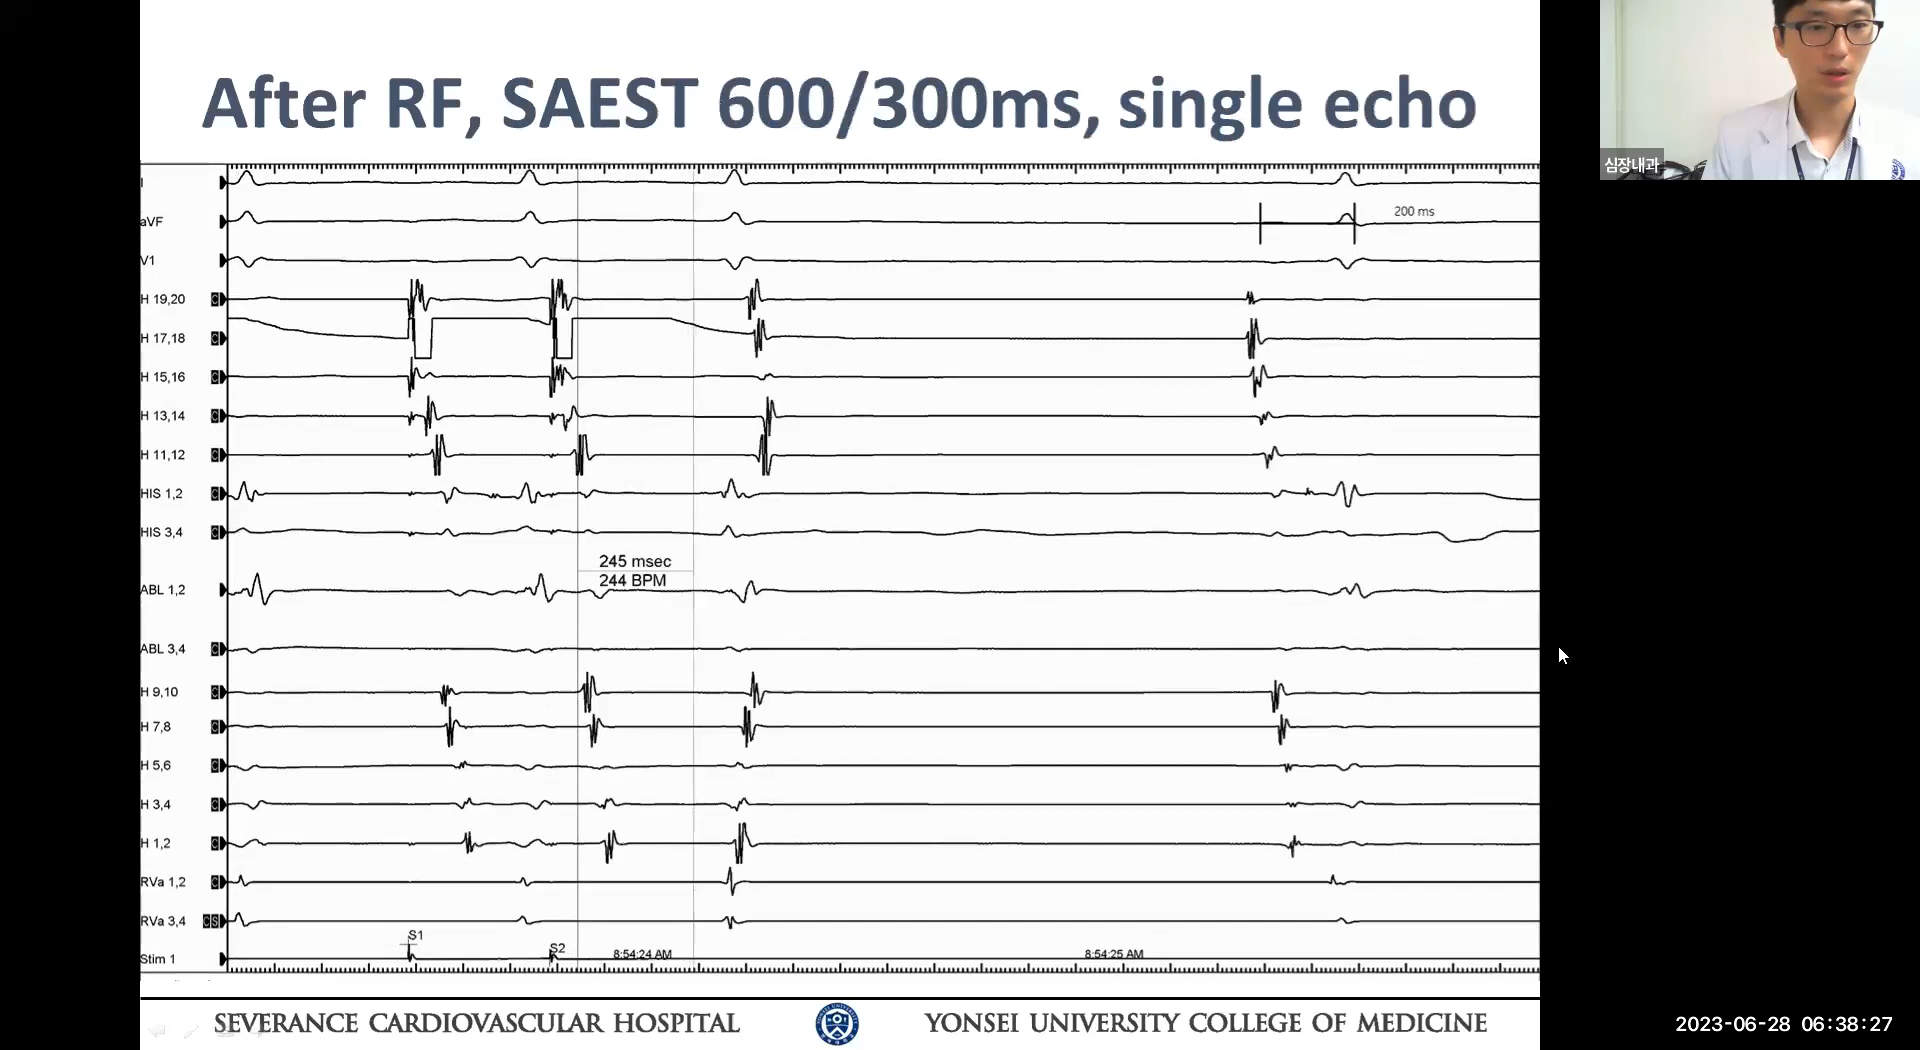 After RF, SAEST 600/300ms, single echo
심장내과
I
aVF
200 ms
V1
H 19,20
H 17,18
H 15,16
H 13,14
H 11,12
HIS 1,2
HIS 3,4
245 msec
244 BPM
ABL 1,2
ABL 3,4
H 9,10
H 7,8
H 5,6
H 3,4
H 1,2
RVa 1,2
RVa 3,4
S1
S2
Stim 1
8:54:24 AM
8:54:25 AM
SEVERANCE CARDIOVASCULAR HOSPITAL
YONSEI UNIVERSITY COLLEGE OF MEDICINE
2023-06-28 06:38:27